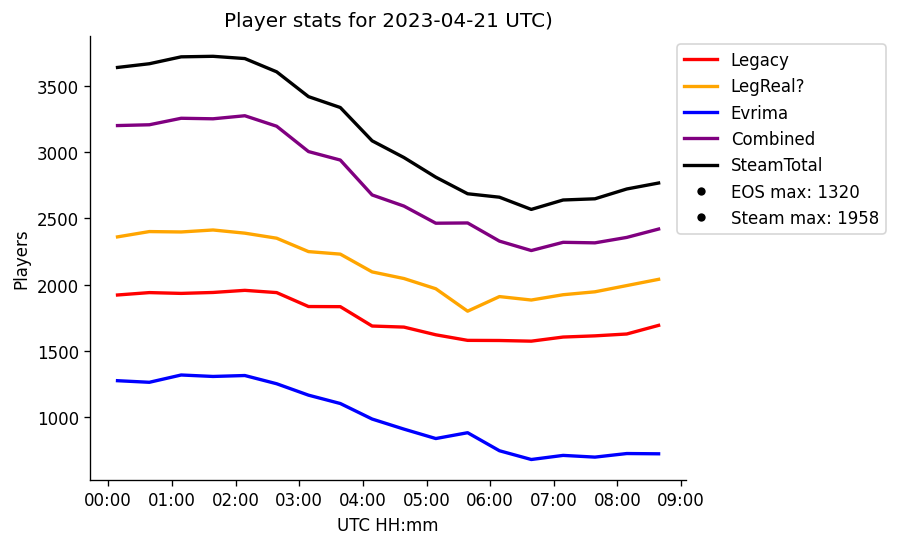 Player stats for 2023-04-21 UTC)
Players
3500
3000
2500
2000
1500
1000
00:00 01:00 02:00 03:00 04:00 05:00 06:00 07:00 08:00 09:00
UTC HH:mm
Legacy
LegReal?
Evrima
Combined
SteamTotal
EOS max: 1320
Steam max: 1958